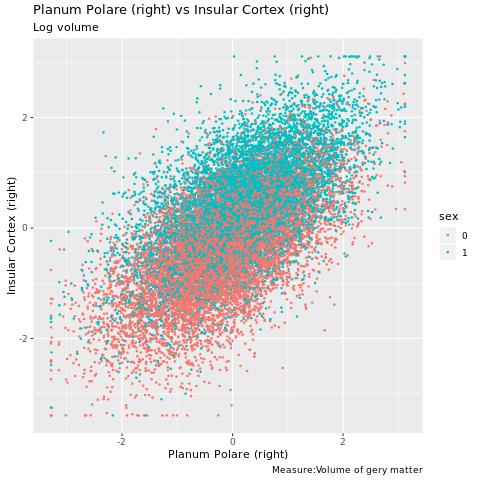 Planum Polare (right) vs Insular Cortex (right)
Log volume
2
0
-2
Insular Cortex (right)
-2
0
2
Planum Polare (right)
sex
0
1
Measure:Volume of gery matter